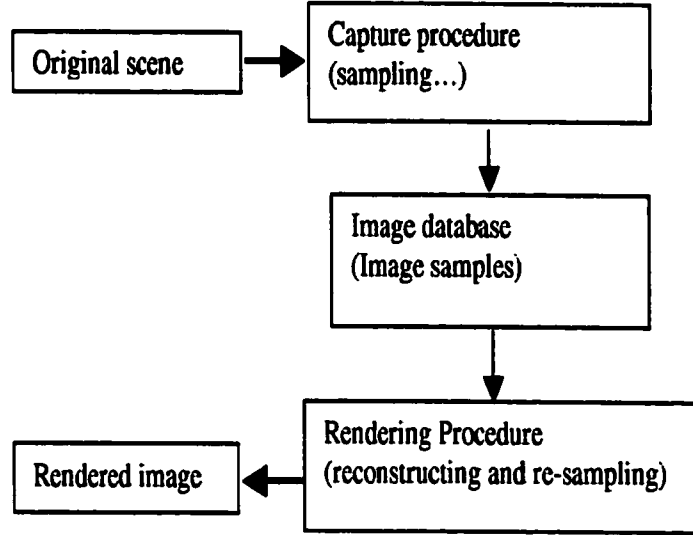 Original scene
Capture procedure
(sampling...)
Image database
(Image samples)
Rendering Procedure
(reconstructing and re-sampling)
Rendered image